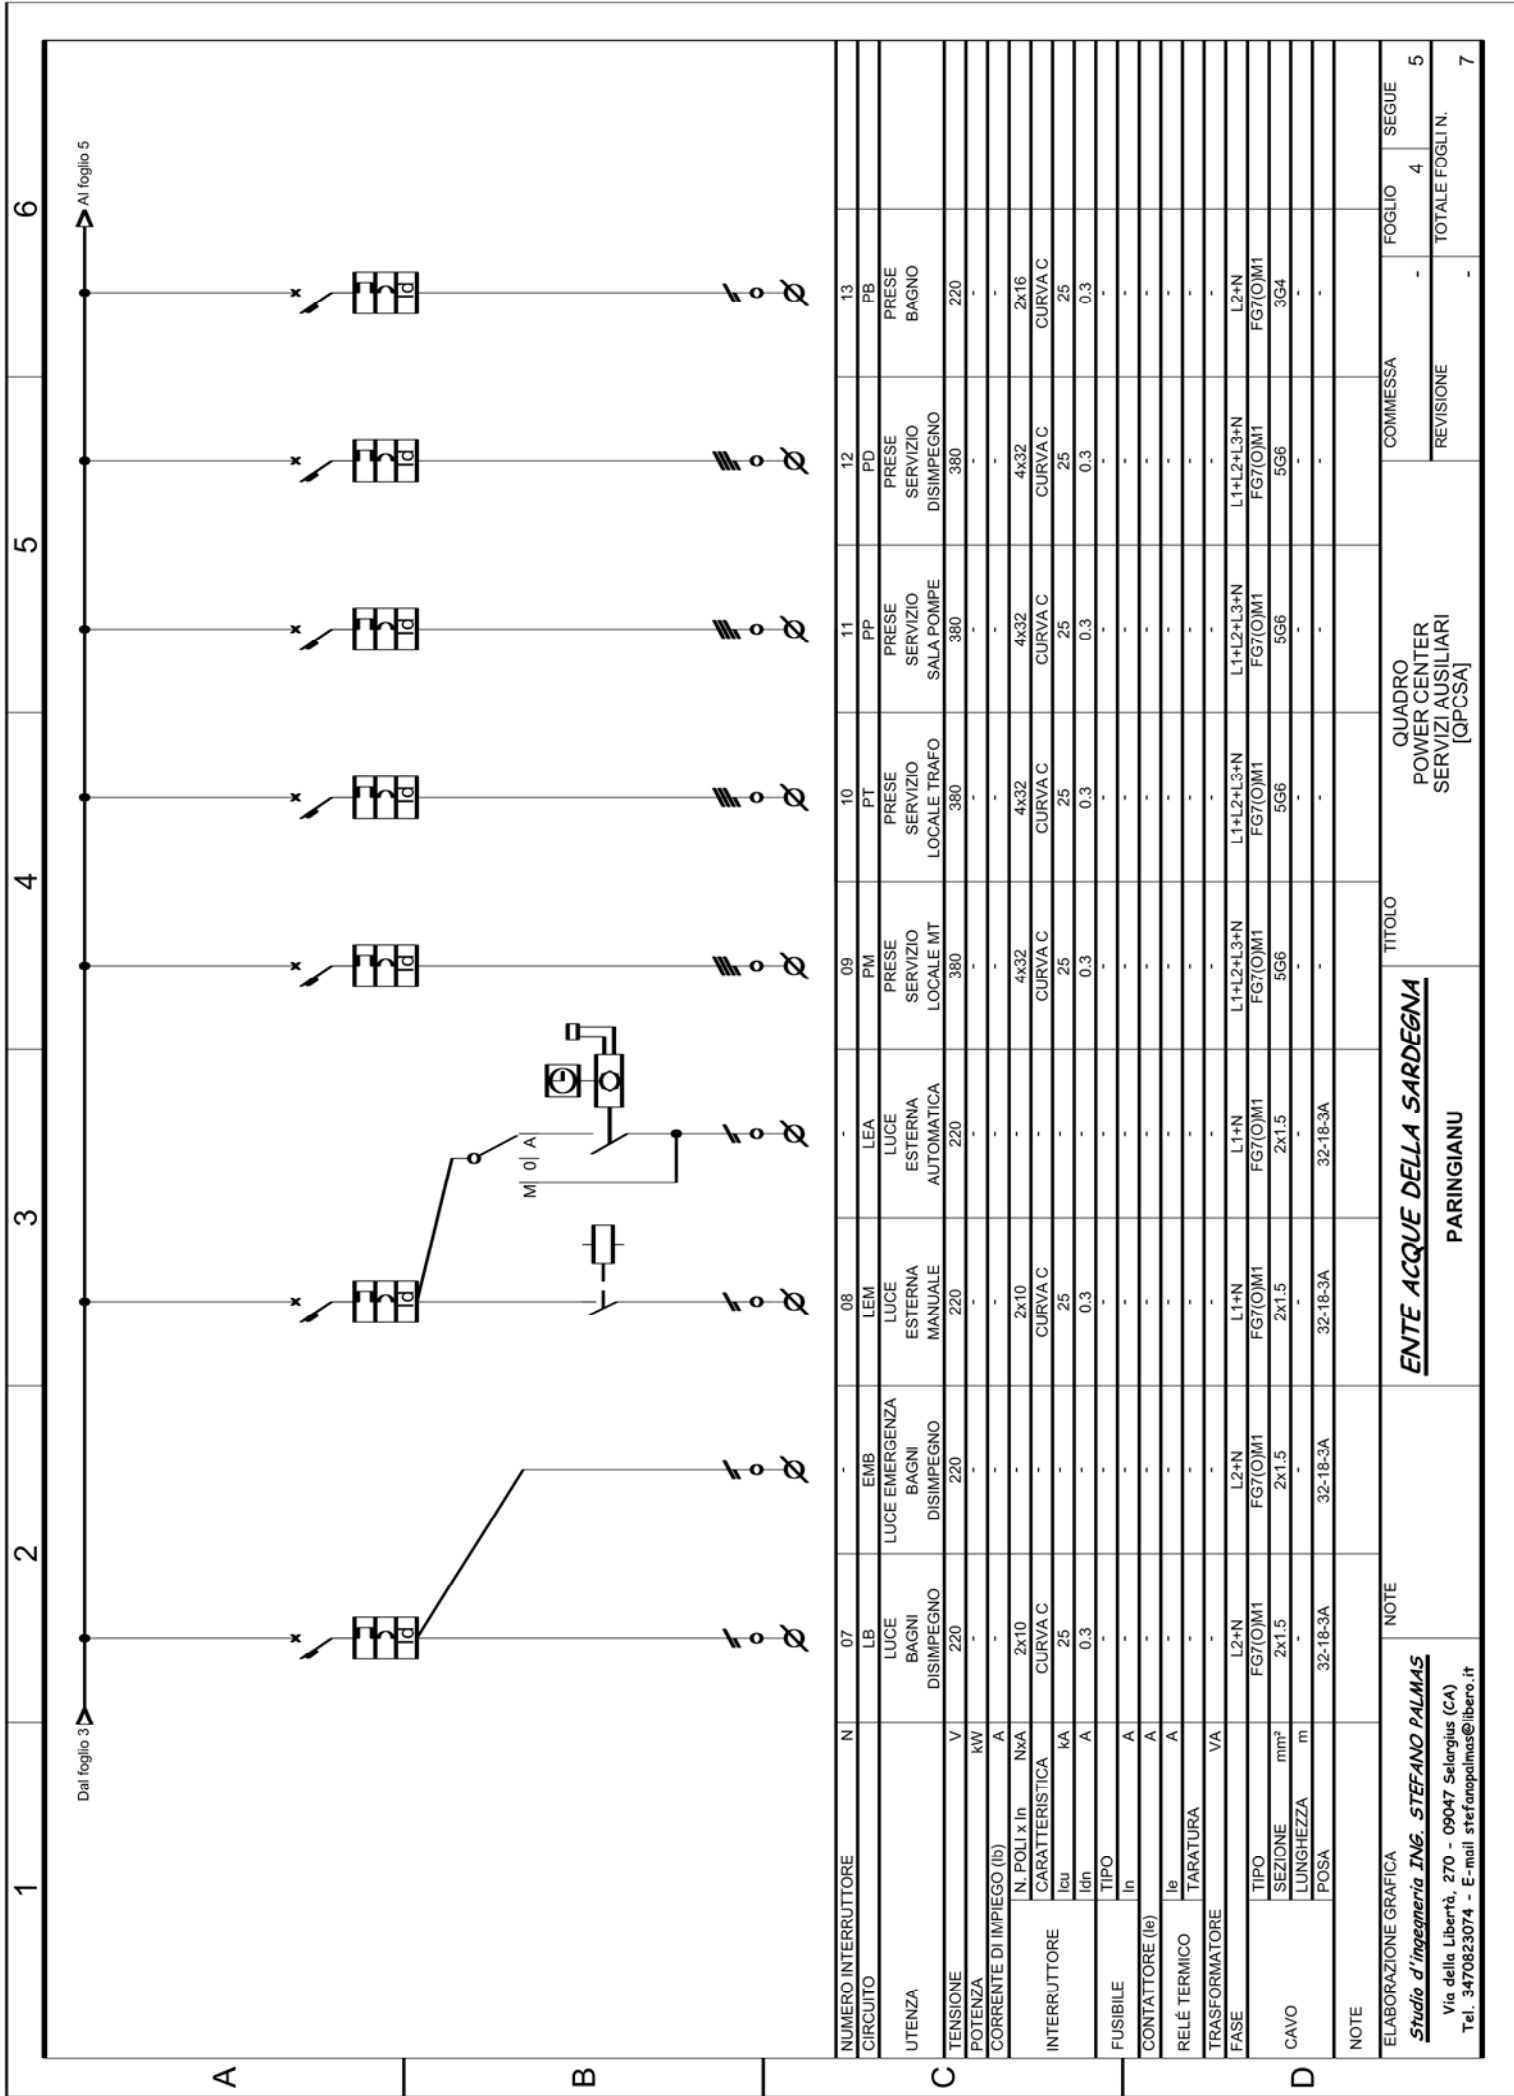 1 2 3 4 5 6
A
B
C
D
Dal foglio 3
Al foglio 5
M 0 A
Id Id Id Id Id Id Id
NUMERO INTERRUTTORE N 07 - 08 - 09 10 11 12 13
CIRCUITO LB EMB LEM LEA PM PT PP PD PB
UTENZA
LUCE BAGNI DISIMPEGNO
LUCE EMERGENZA BAGNI DISIMPEGNO
LUCE ESTERNA MANUALE
LUCE ESTERNA AUTOMATICA
PRESE SERVIZIO LOCALE MT
PRESE SERVIZIO LOCALE TRAFO
PRESE SERVIZIO SALA POMPE
PRESE SERVIZIO DISIMPEGNO
PRESE BAGNO
TENSIONE V 220 220 220 220 380 380 380 380 220
POTENZA kW - - - - - - - - -
CORRENTE DI IMPIEGO (Ib) A - - - - - - - - -
INTERRUTTORE
N. POLI x In NxA 2x10 - 2x10 - 4x32 4x32 4x32 4x32 2x16
CARATTERISTICA CURVA C - CURVA C - CURVA C CURVA C CURVA C CURVA C CURVA C
Icu kA 25 - 25 - 25 25 25 25 25
Idn A 0.3 - 0.3 - 0.3 0.3 0.3 0.3 0.3
FUSIBILE
TIPO - - - - - - - - -
In A - - - - - - - - -
CONTATTORE (Ie) A - - - - - - - - -
RELÉ TERMICO
Ie A - - - - - - - - -
TARATURA - - - - - - - - -
TRASFORMATORE VA - - - - - - - - -
FASE L2+N L2+N L1+N L1+N L1+L2+L3+N L1+L2+L3+N L1+L2+L3+N L1+L2+L3+N L2+N
CAVO
TIPO FG7(O)M1 FG7(O)M1 FG7(O)M1 FG7(O)M1 FG7(O)M1 FG7(O)M1 FG7(O)M1 FG7(O)M1 FG7(O)M1
SEZIONE mm² 2x1.5 2x1.5 2x1.5 2x1.5 5G6 5G6 5G6 5G6 3G4
LUNGHEZZA m - - - - - - - - -
POSA 32-18-3A 32-18-3A 32-18-3A 32-18-3A - - - - -
NOTE
ELABORAZIONE GRAFICA
Studio d'ingegneria ING. STEFANO PALMAS
Via della Libertà, 270 - 09047 Selargius (CA)
Tel. 3470823074 - E-mail stefanopalmas@libero.it
NOTE
ENTE ACQUE DELLA SARDEGNA
PARINGIANU
TITOLO
QUADRO
POWER CENTER
SERVIZI AUSILIARI
[QPCSA]
COMMESSA -
FOGLIO 4
SEGUE 5
REVISIONE -
TOTALE FOGLI N. 7